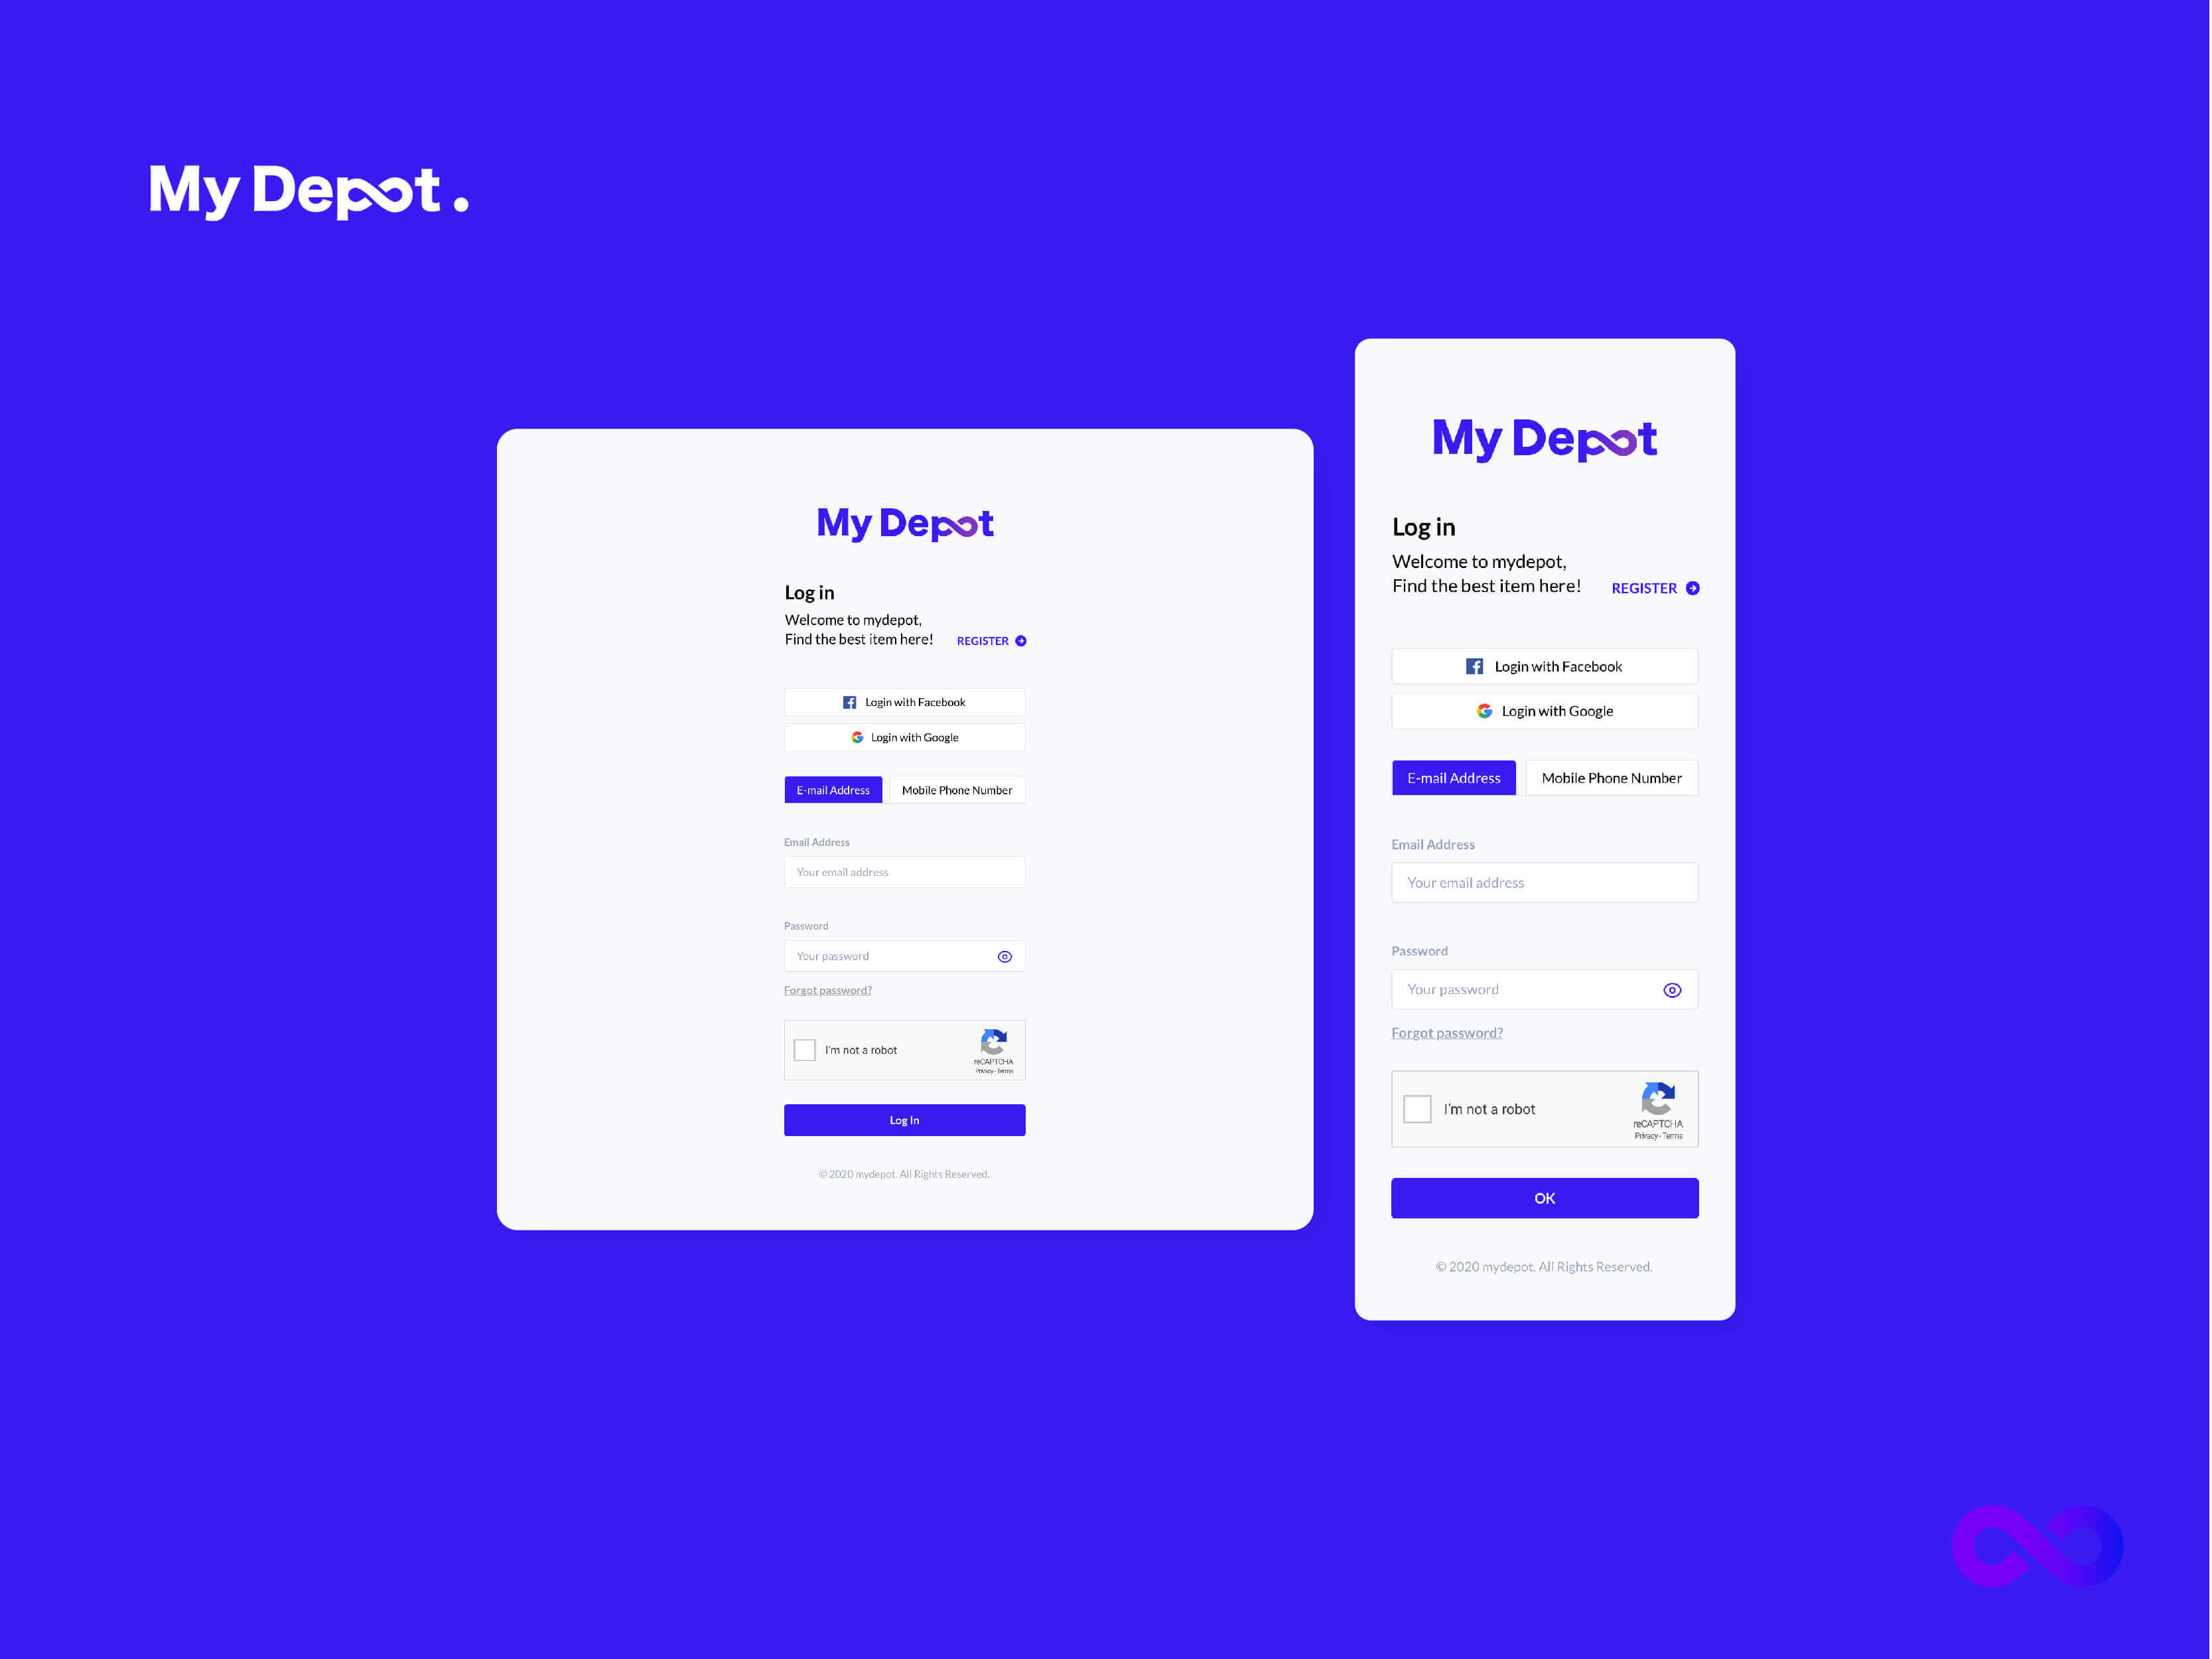 My Depot.
My Depot
Log in
Welcome to mydepot,
Find the best item here!
REGISTER
Login with Facebook
Login with Google
E-mail Address
Mobile Phone Number
Email Address
Your email address
Password
Your password
Forgot password?
I'm not a robot
reCAPTCHA
Privacy - Terms
Log In
© 2020 mydepot. All Rights Reserved.
My Depot
Log in
Welcome to mydepot,
Find the best item here!
REGISTER
Login with Facebook
Login with Google
E-mail Address
Mobile Phone Number
Email Address
Your email address
Password
Your password
Forgot password?
I'm not a robot
reCAPTCHA
Privacy - Terms
OK
© 2020 mydepot. All Rights Reserved.